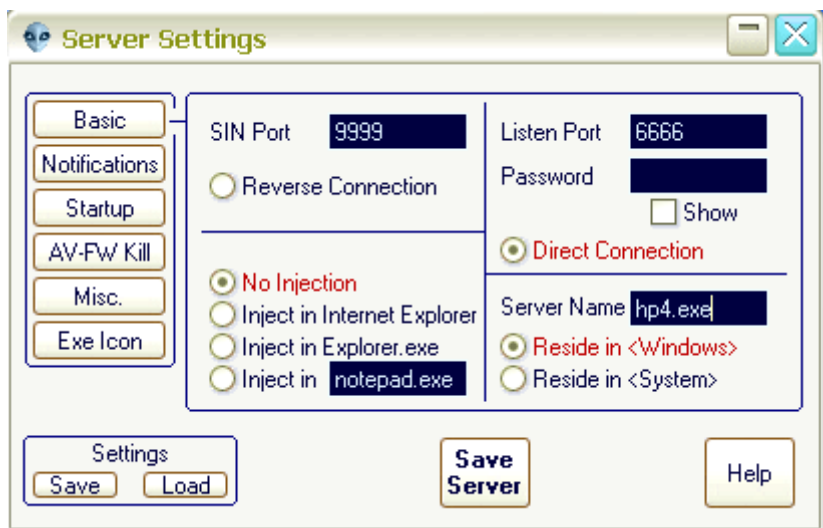 Server Settings
Basic
Notifications
Startup
AV-FW Kill
Misc.
Exe Icon
SIN Port 9999
Reverse Connection
Listen Port 6666
Password
Show
Direct Connection
No Injection
Inject in Internet Explorer
Inject in Explorer.exe
Inject in notepad.exe
Server Name hp4.exe
Reside in <Windows>
Reside in <System>
Settings
Save Load
Save
Server
Help